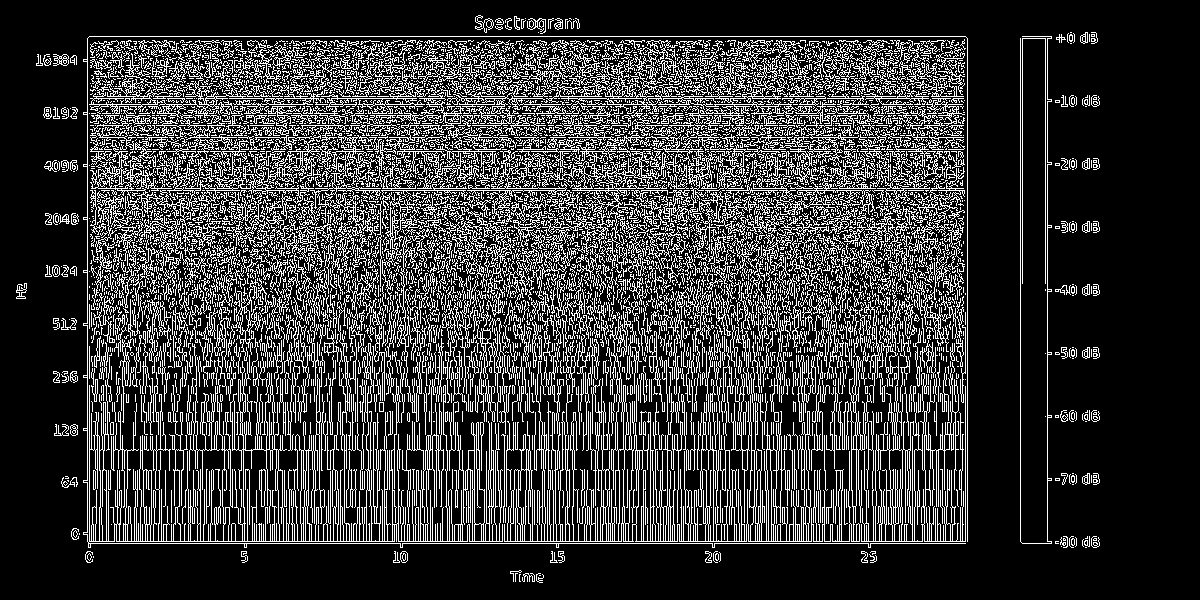 Spectrogram
16384
8192
4096
2048
1024
512
256
128
64
0
Hz
0 5 10 15 20 25
Time
+0 dB
-10 dB
-20 dB
-30 dB
-40 dB
-50 dB
-60 dB
-70 dB
-80 dB